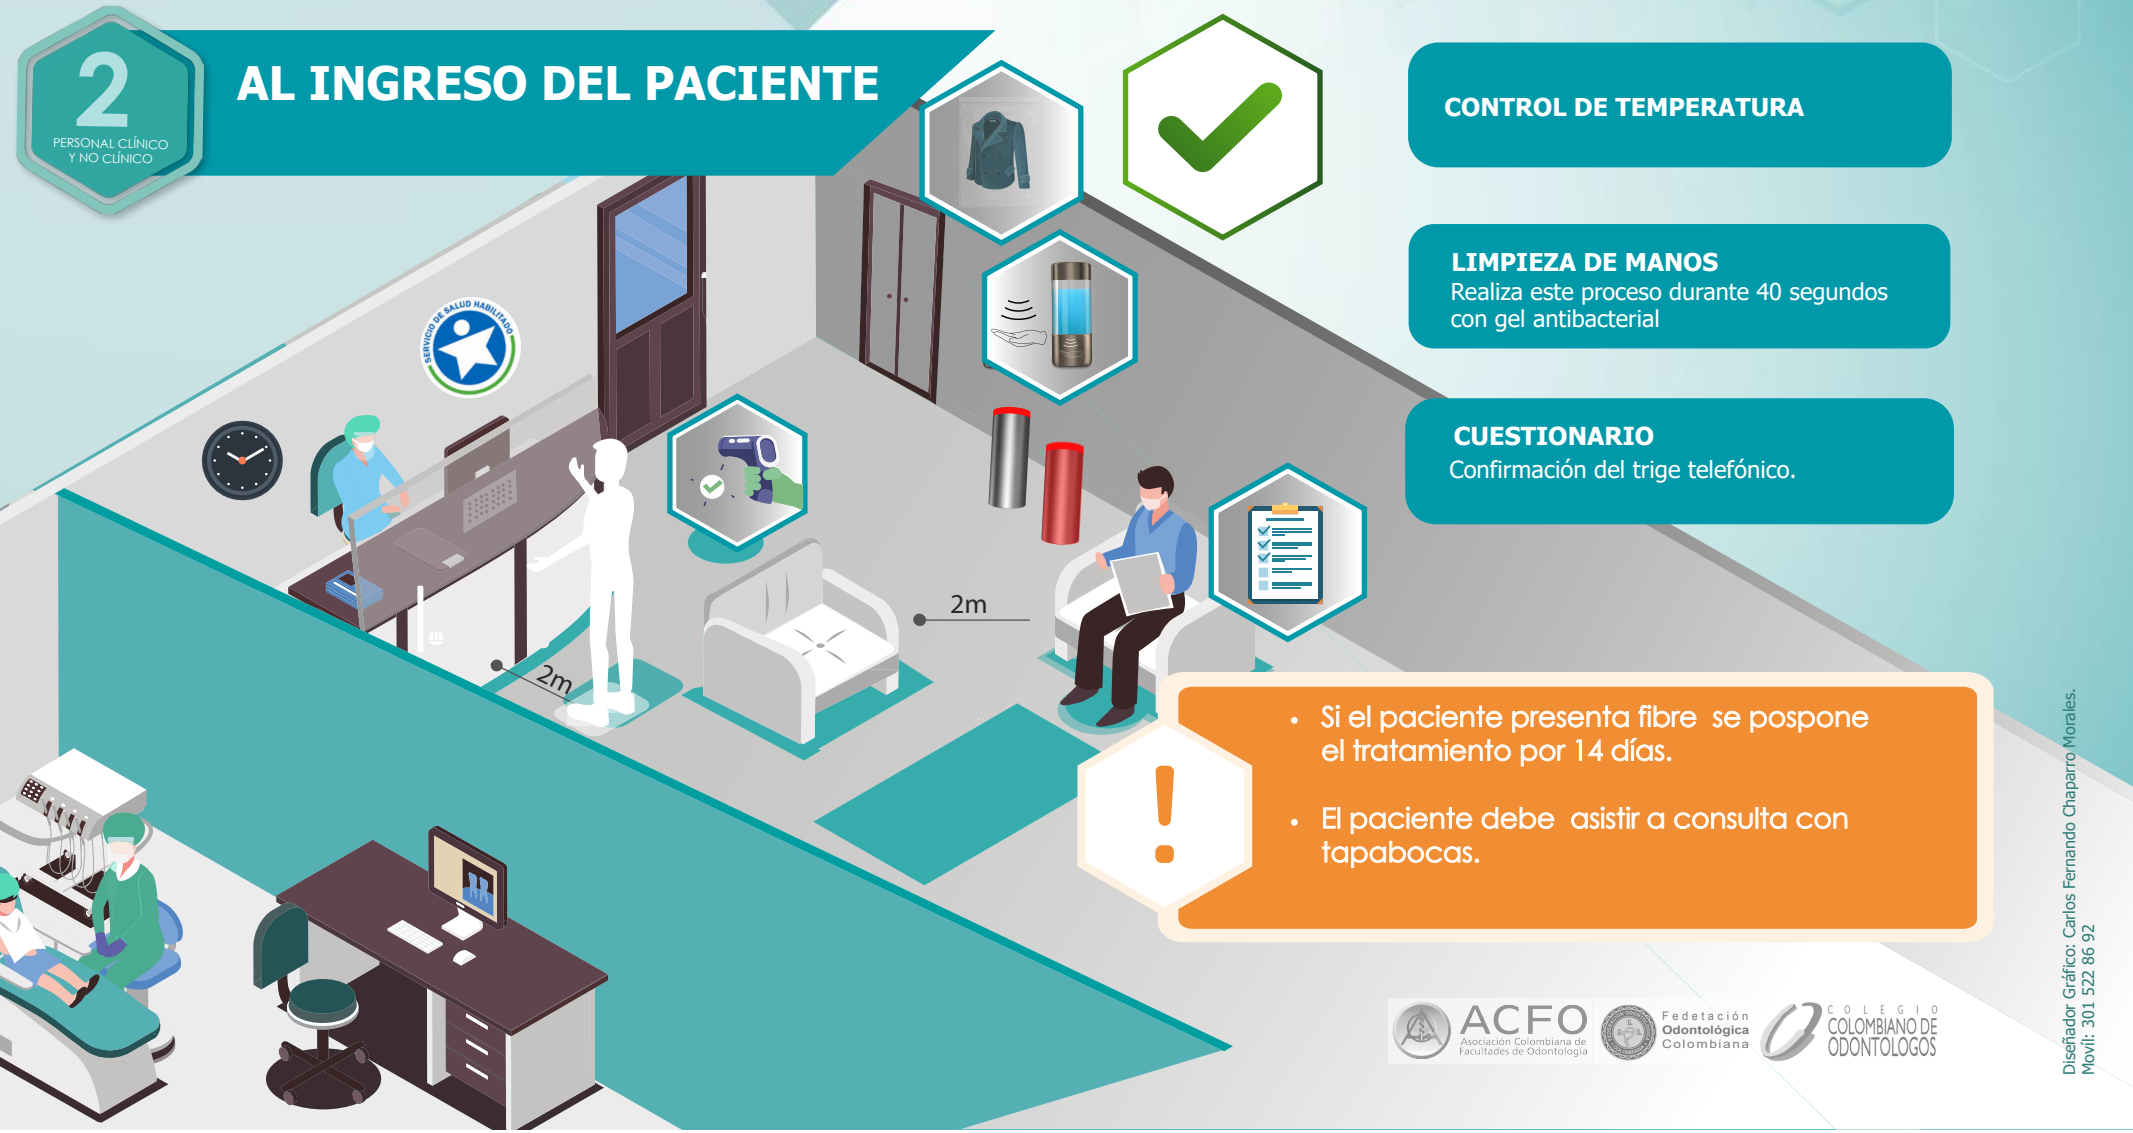 2
PERSONAL CLÍNICO
Y NO CLÍNICO
AL INGRESO DEL PACIENTE
CONTROL DE TEMPERATURA
LIMPIEZA DE MANOS
Realiza este proceso durante 40 segundos
con gel antibacterial
CUESTIONARIO
Confirmación del trige telefónico.
SERVICIO DE SALUD HABILITADO
2m
2m
• Si el paciente presenta fibre se pospone
el tratamiento por 14 días.
• El paciente debe asistir a consulta con
tapabocas.
!
ACFO
Asociación Colombiana de
Facultades de Odontología
Fedetación
Odontológica
Colombiana
COLEGIO
COLOMBIANO DE
ODONTOLOGOS
Diseñador Gráfico: Carlos Fernando Chaparro Morales.
Movíl: 301 522 86 92